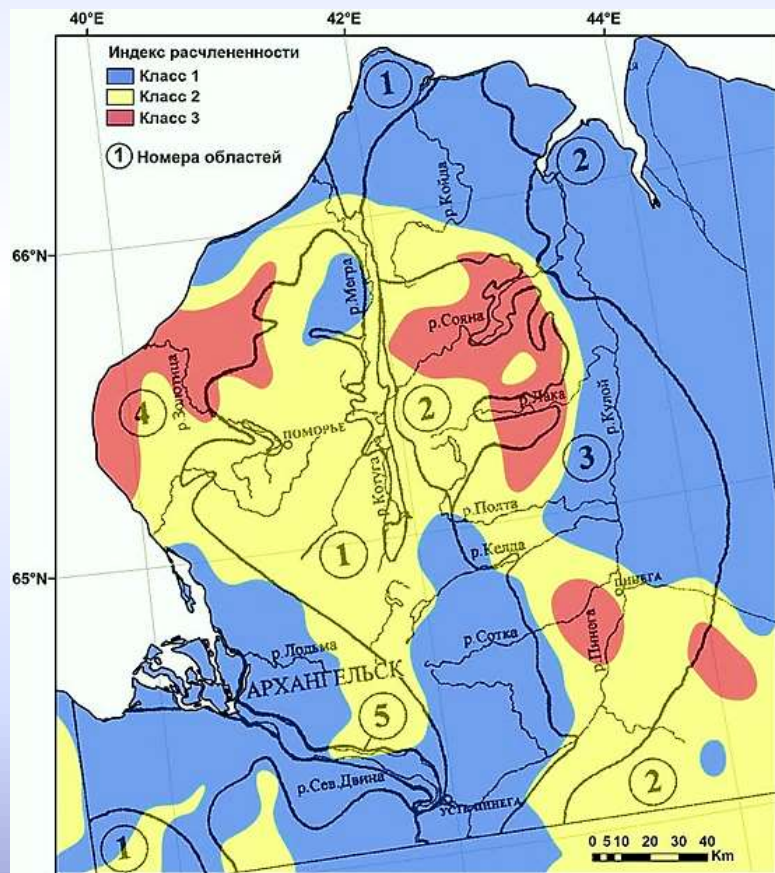 40°E
42°E
44°E
Индекс расчлененности
Класс 1
Класс 2
Класс 3
1 Номера областей
1
2
р.Койда
66°N
р.Мегра
р.Сояна
р.Золотица
4
2
р.Лака
р.Кулой
ПОМОРЬЕ
3
р.Котуга
р.Полта
1
р.Келда
65°N
ПИНЕГА
р.Лодьма
р.Сотка
р.Пинега
АРХАНГЕЛЬСК
5
р.Сев.Двина
2
УСТЬ-ПИНЕГА
1
0 5 10 20 30 40
Km